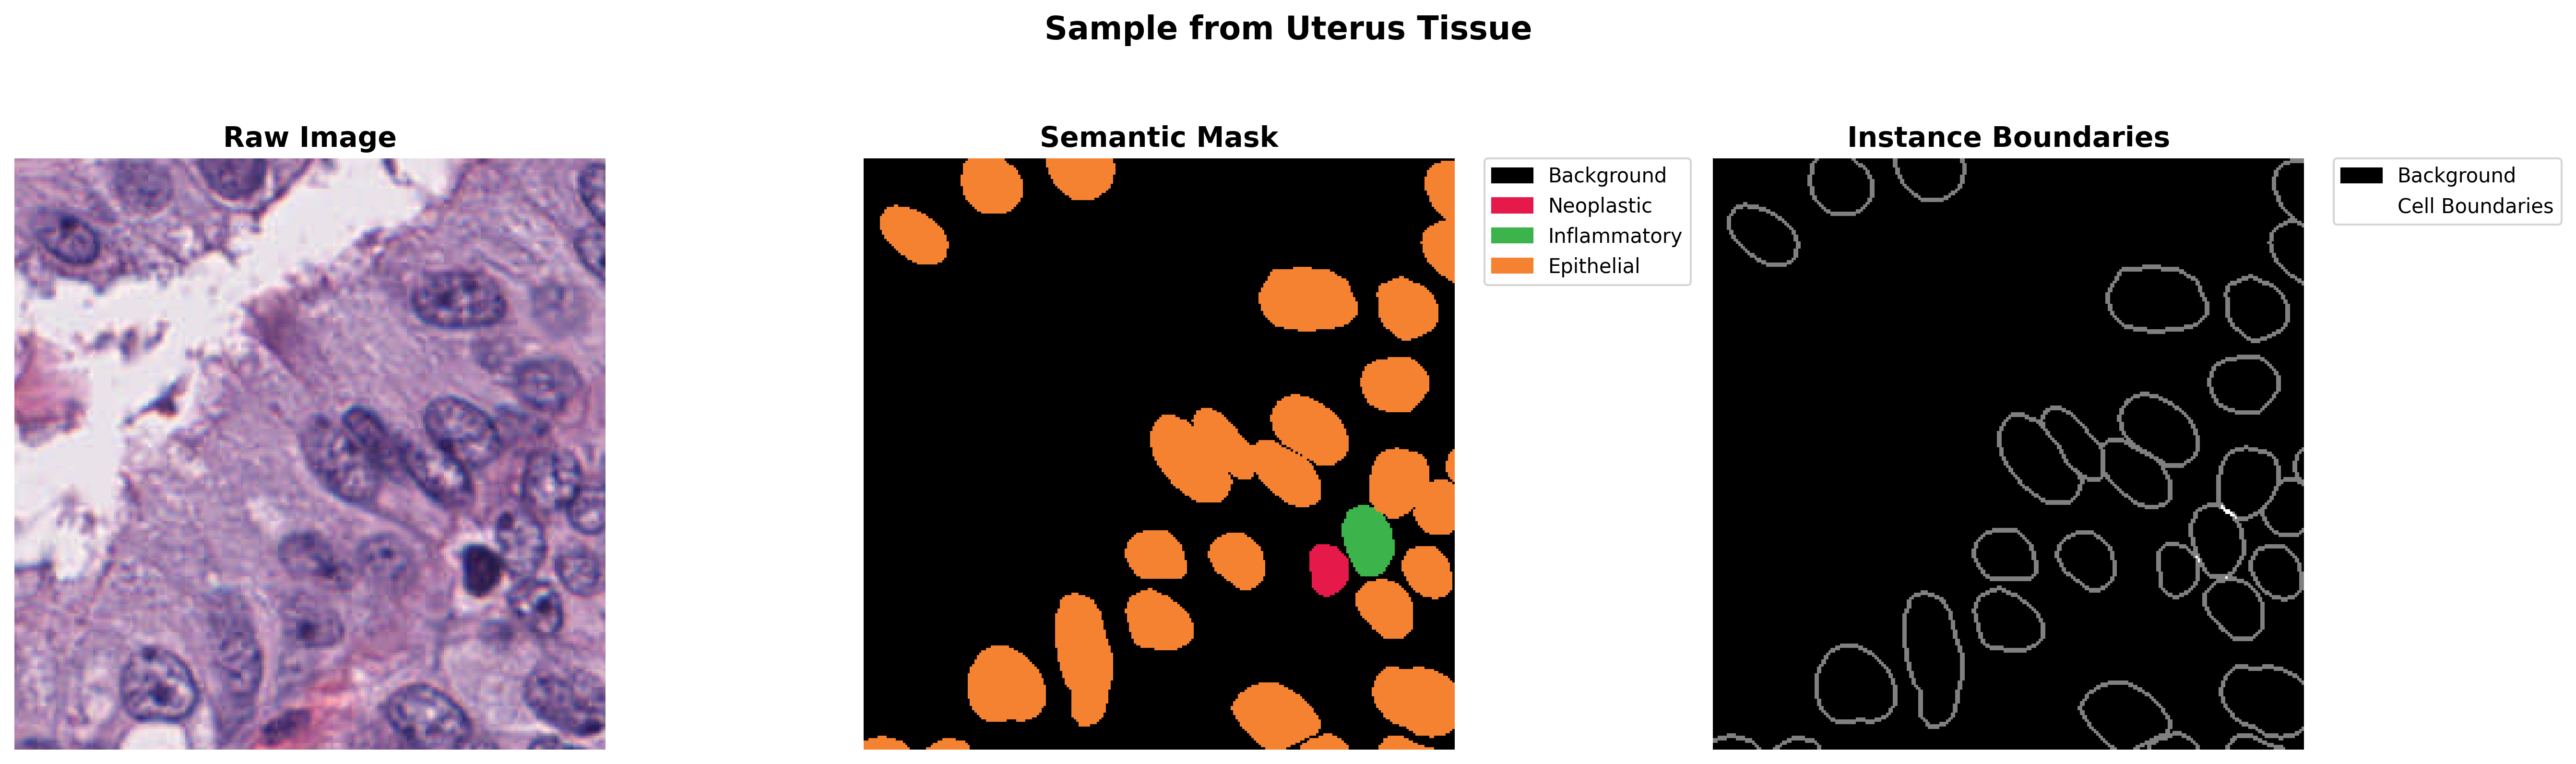 Sample from Uterus Tissue
Raw Image
Semantic Mask
Background
Neoplastic
Inflammatory
Epithelial
Instance Boundaries
Background
Cell Boundaries